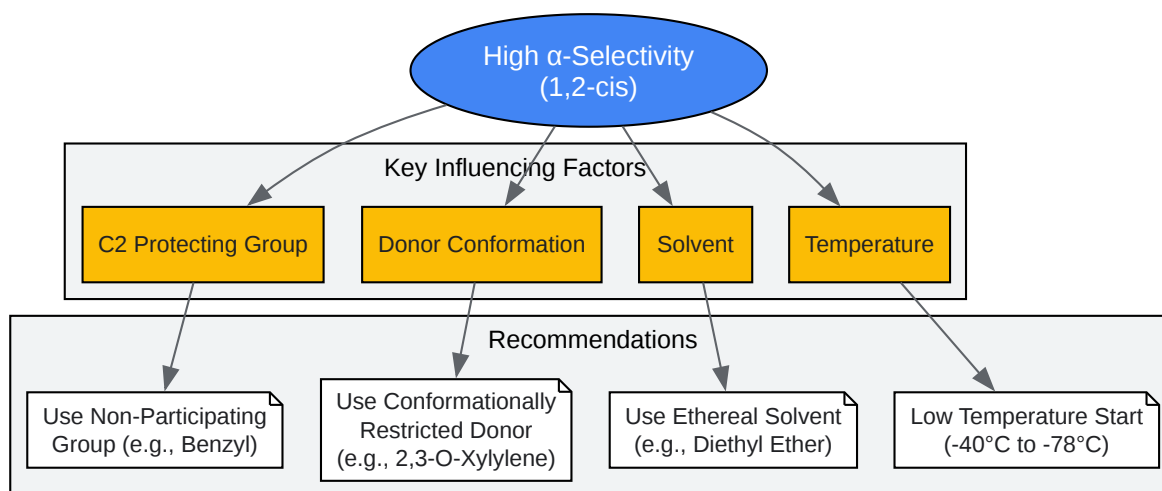 High α-Selectivity
(1,2-cis)
Key Influencing Factors
C2 Protecting Group
Donor Conformation
Solvent
Temperature
Recommendations
Use Non-Participating
Group (e.g., Benzyl)
Use Conformationally
Restricted Donor
(e.g., 2,3-O-Xylylene)
Use Ethereal Solvent
(e.g., Diethyl Ether)
Low Temperature Start
(-40°C to -78°C)